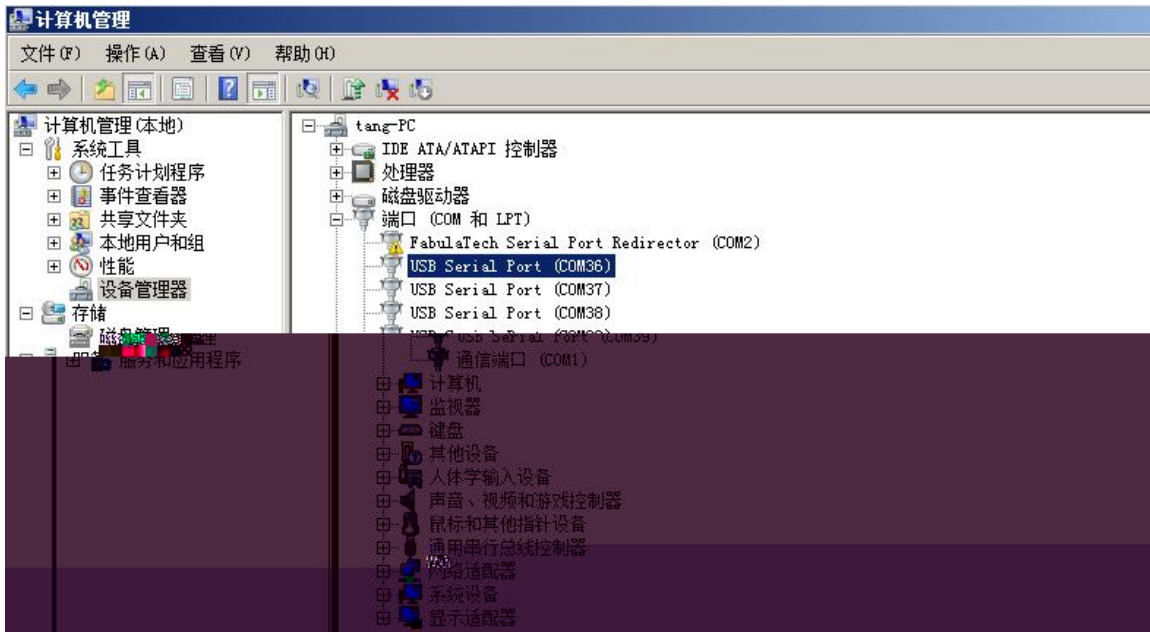 计算机管理
文件(F) 操作(A) 查看(V) 帮助(H)
计算机管理(本地)
系统工具
任务计划程序
事件查看器
共享文件夹
本地用户和组
性能
设备管理器
存储
磁盘管理
服务和应用程序
tang-PC
IDE ATA/ATAPI 控制器
处理器
磁盘驱动器
端口 (COM 和 LPT)
FabulaTech Serial Port Redirector (COM2)
USB Serial Port (COM36)
USB Serial Port (COM37)
USB Serial Port (COM38)
USB Serial Port (COM39)
通信端口 (COM1)
计算机
监视器
键盘
其他设备
人体学输入设备
声音、视频和游戏控制器
鼠标和其他指针设备
通用串行总线控制器
网络适配器
系统设备
显示适配器